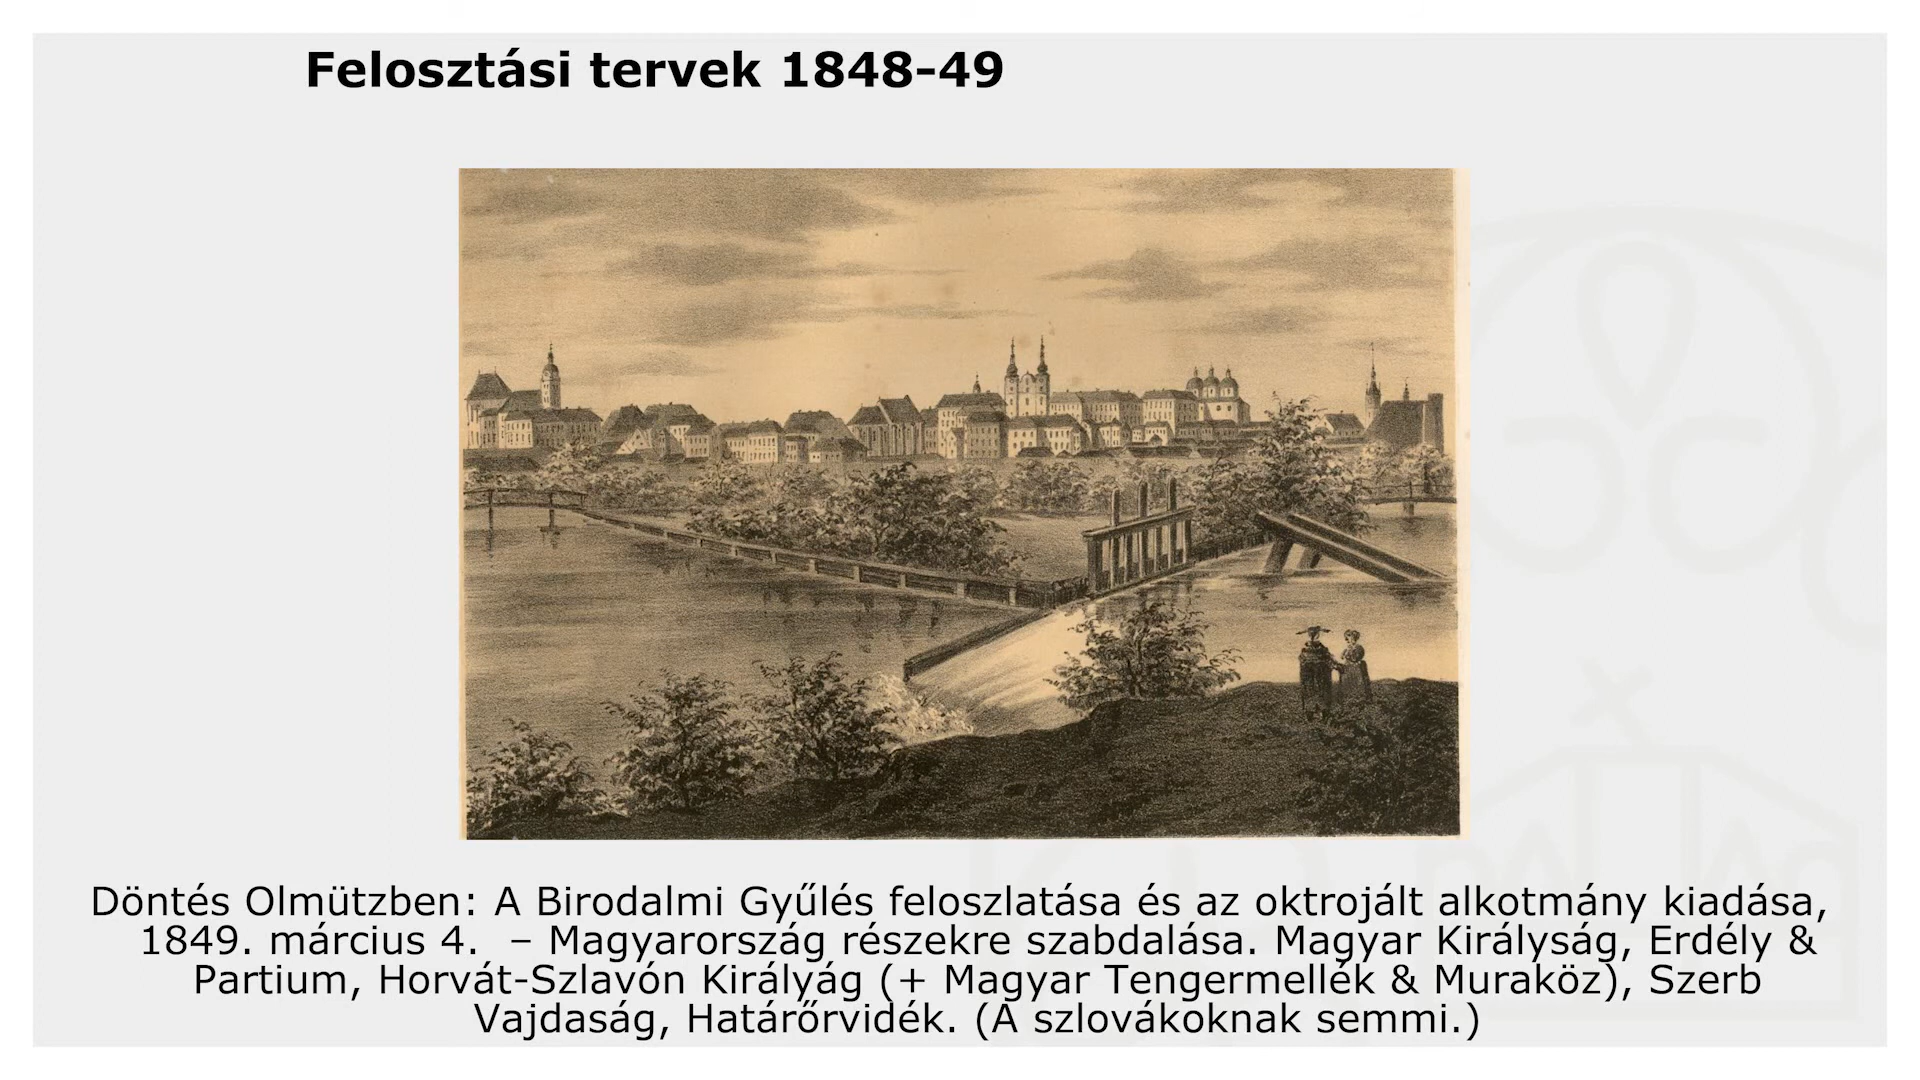 Felosztási tervek 1848-49
Döntés Olmützben: A Birodalmi Gyűlés feloszlatása és az oktrojált alkotmány kiadása,
1849. március 4.  – Magyarország részekre szabdalása. Magyar Királyság, Erdély &
Partium, Horvát-Szlavón Királyág (+ Magyar Tengermellék & Muraköz), Szerb
Vajdaság, Határőrvidék. (A szlovákoknak semmi.)